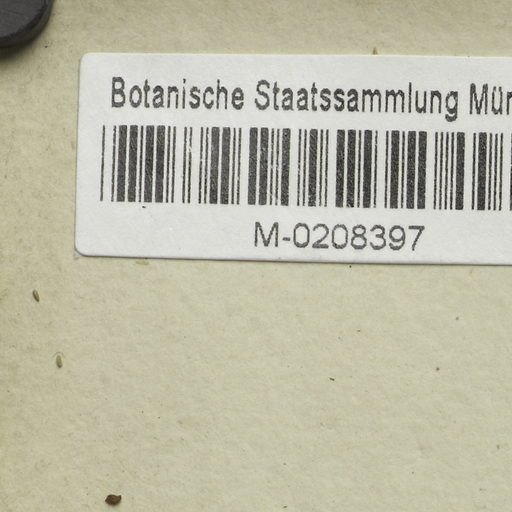 Botanische Staatssammlung Mün
M-0208397